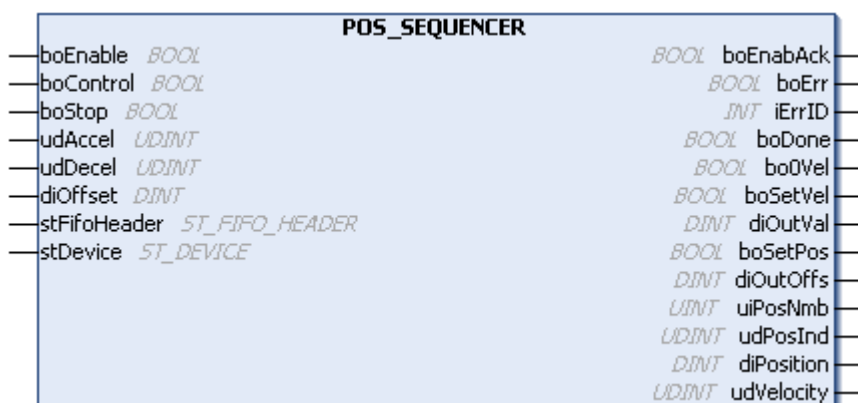 POS_SEQUENCER
boEnable BOOL BOOL boEnabAck
boControl BOOL BOOL boErr
boStop BOOL INT iErrID
udAccel UDINT BOOL boDone
udDecel UDINT BOOL bo0Vel
diOffset DINT BOOL boSetVel
stFifoHeader ST_FIFO_HEADER DINT diOutVal
stDevice ST_DEVICE BOOL boSetPos
DINT diOutOffs
UINT uiPosNmb
UDINT udPosInd
DINT diPosition
UDINT udVelocity